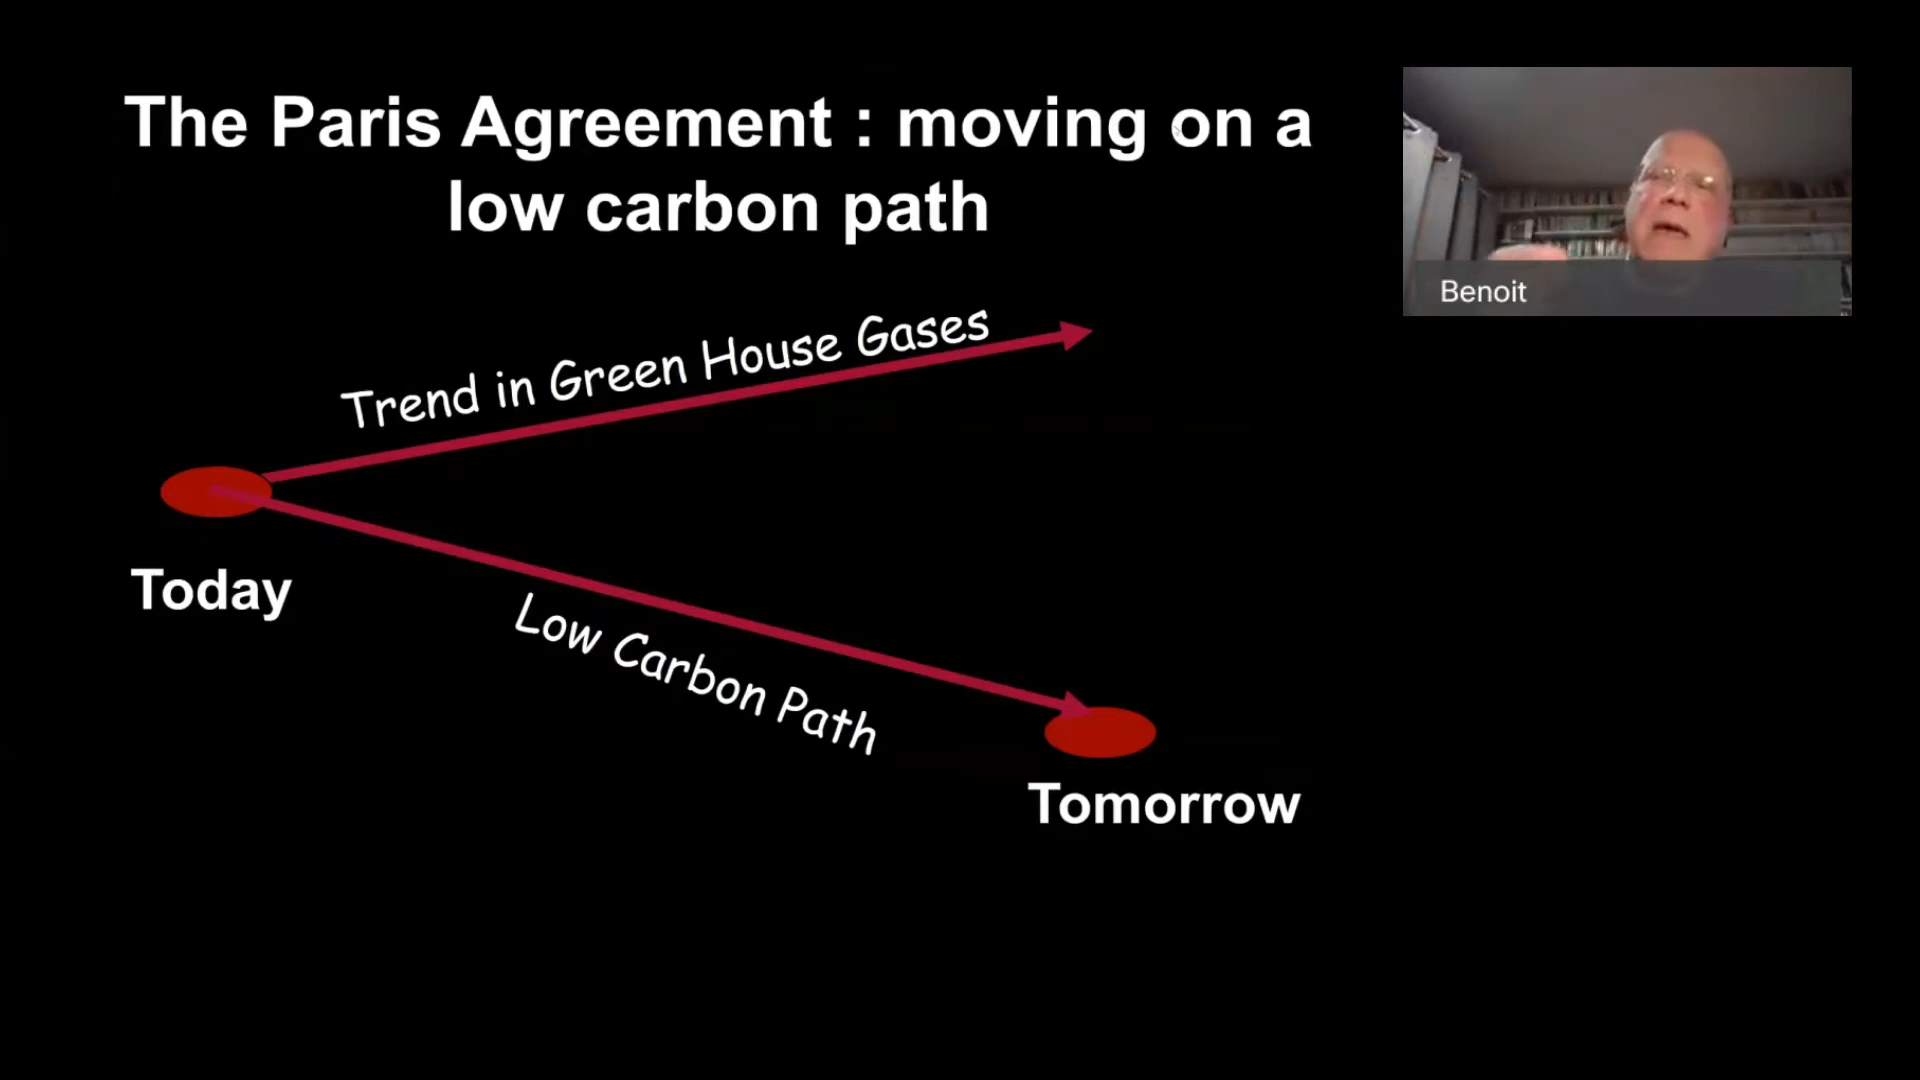 The Paris Agreement : moving on a
low carbon path
Benoit
Trend in Green House Gases
Today
Low Carbon Path
Tomorrow